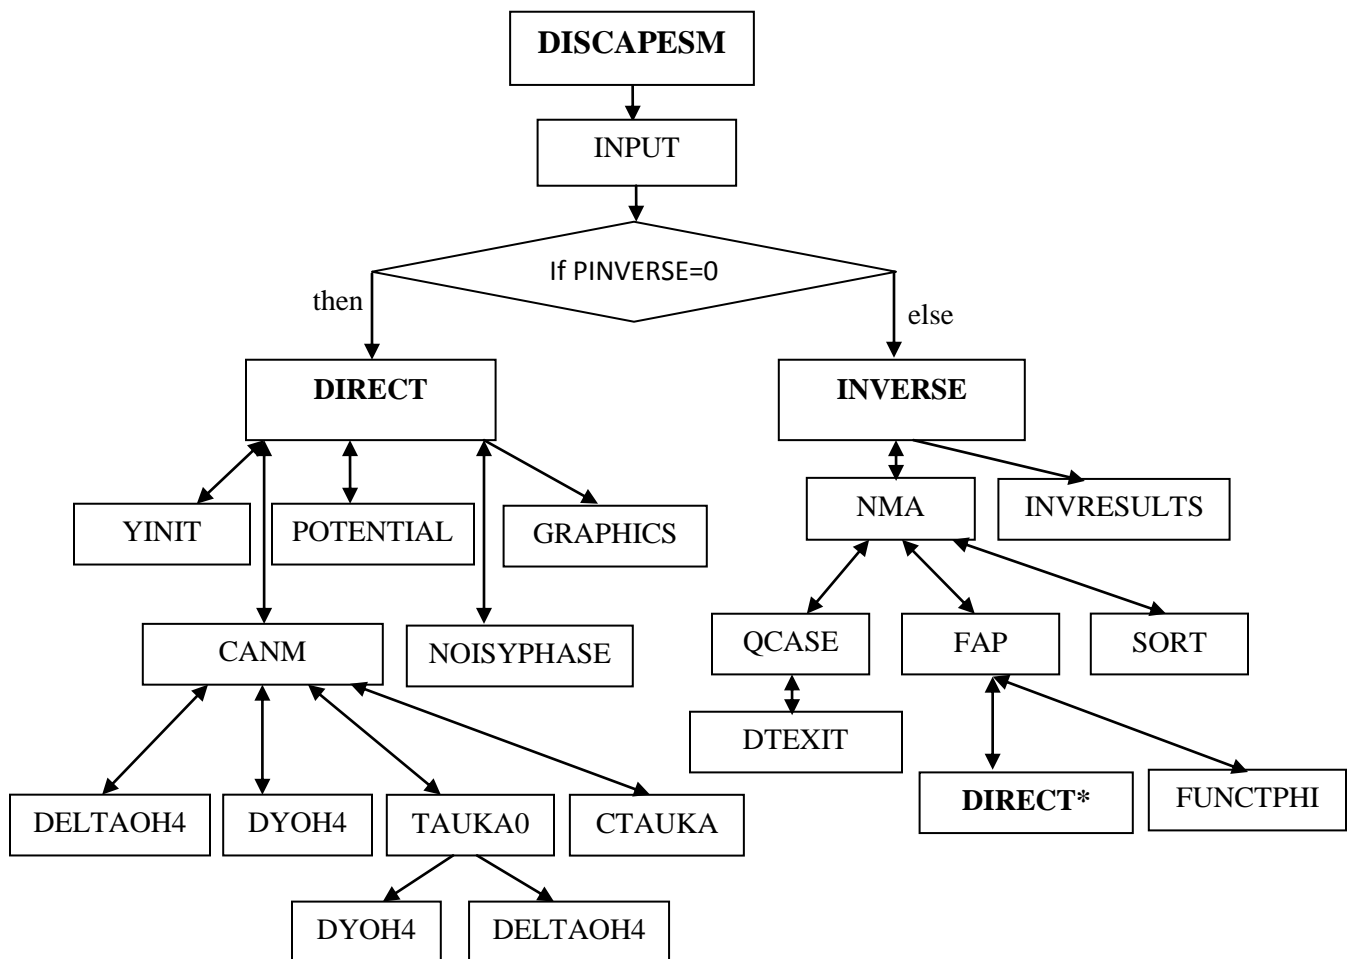 DISCAPESM
INPUT
If PINVERSE=0
then
else
DIRECT
INVERSE
YINIT
POTENTIAL
GRAPHICS
NMA
INVRESULTS
CANM
NOISYPHASE
QCASE
FAP
SORT
DTEXIT
DELTAOH4
DYOH4
TAUKA0
CTAUKA
DIRECT*
FUNCTPHI
DYOH4
DELTAOH4